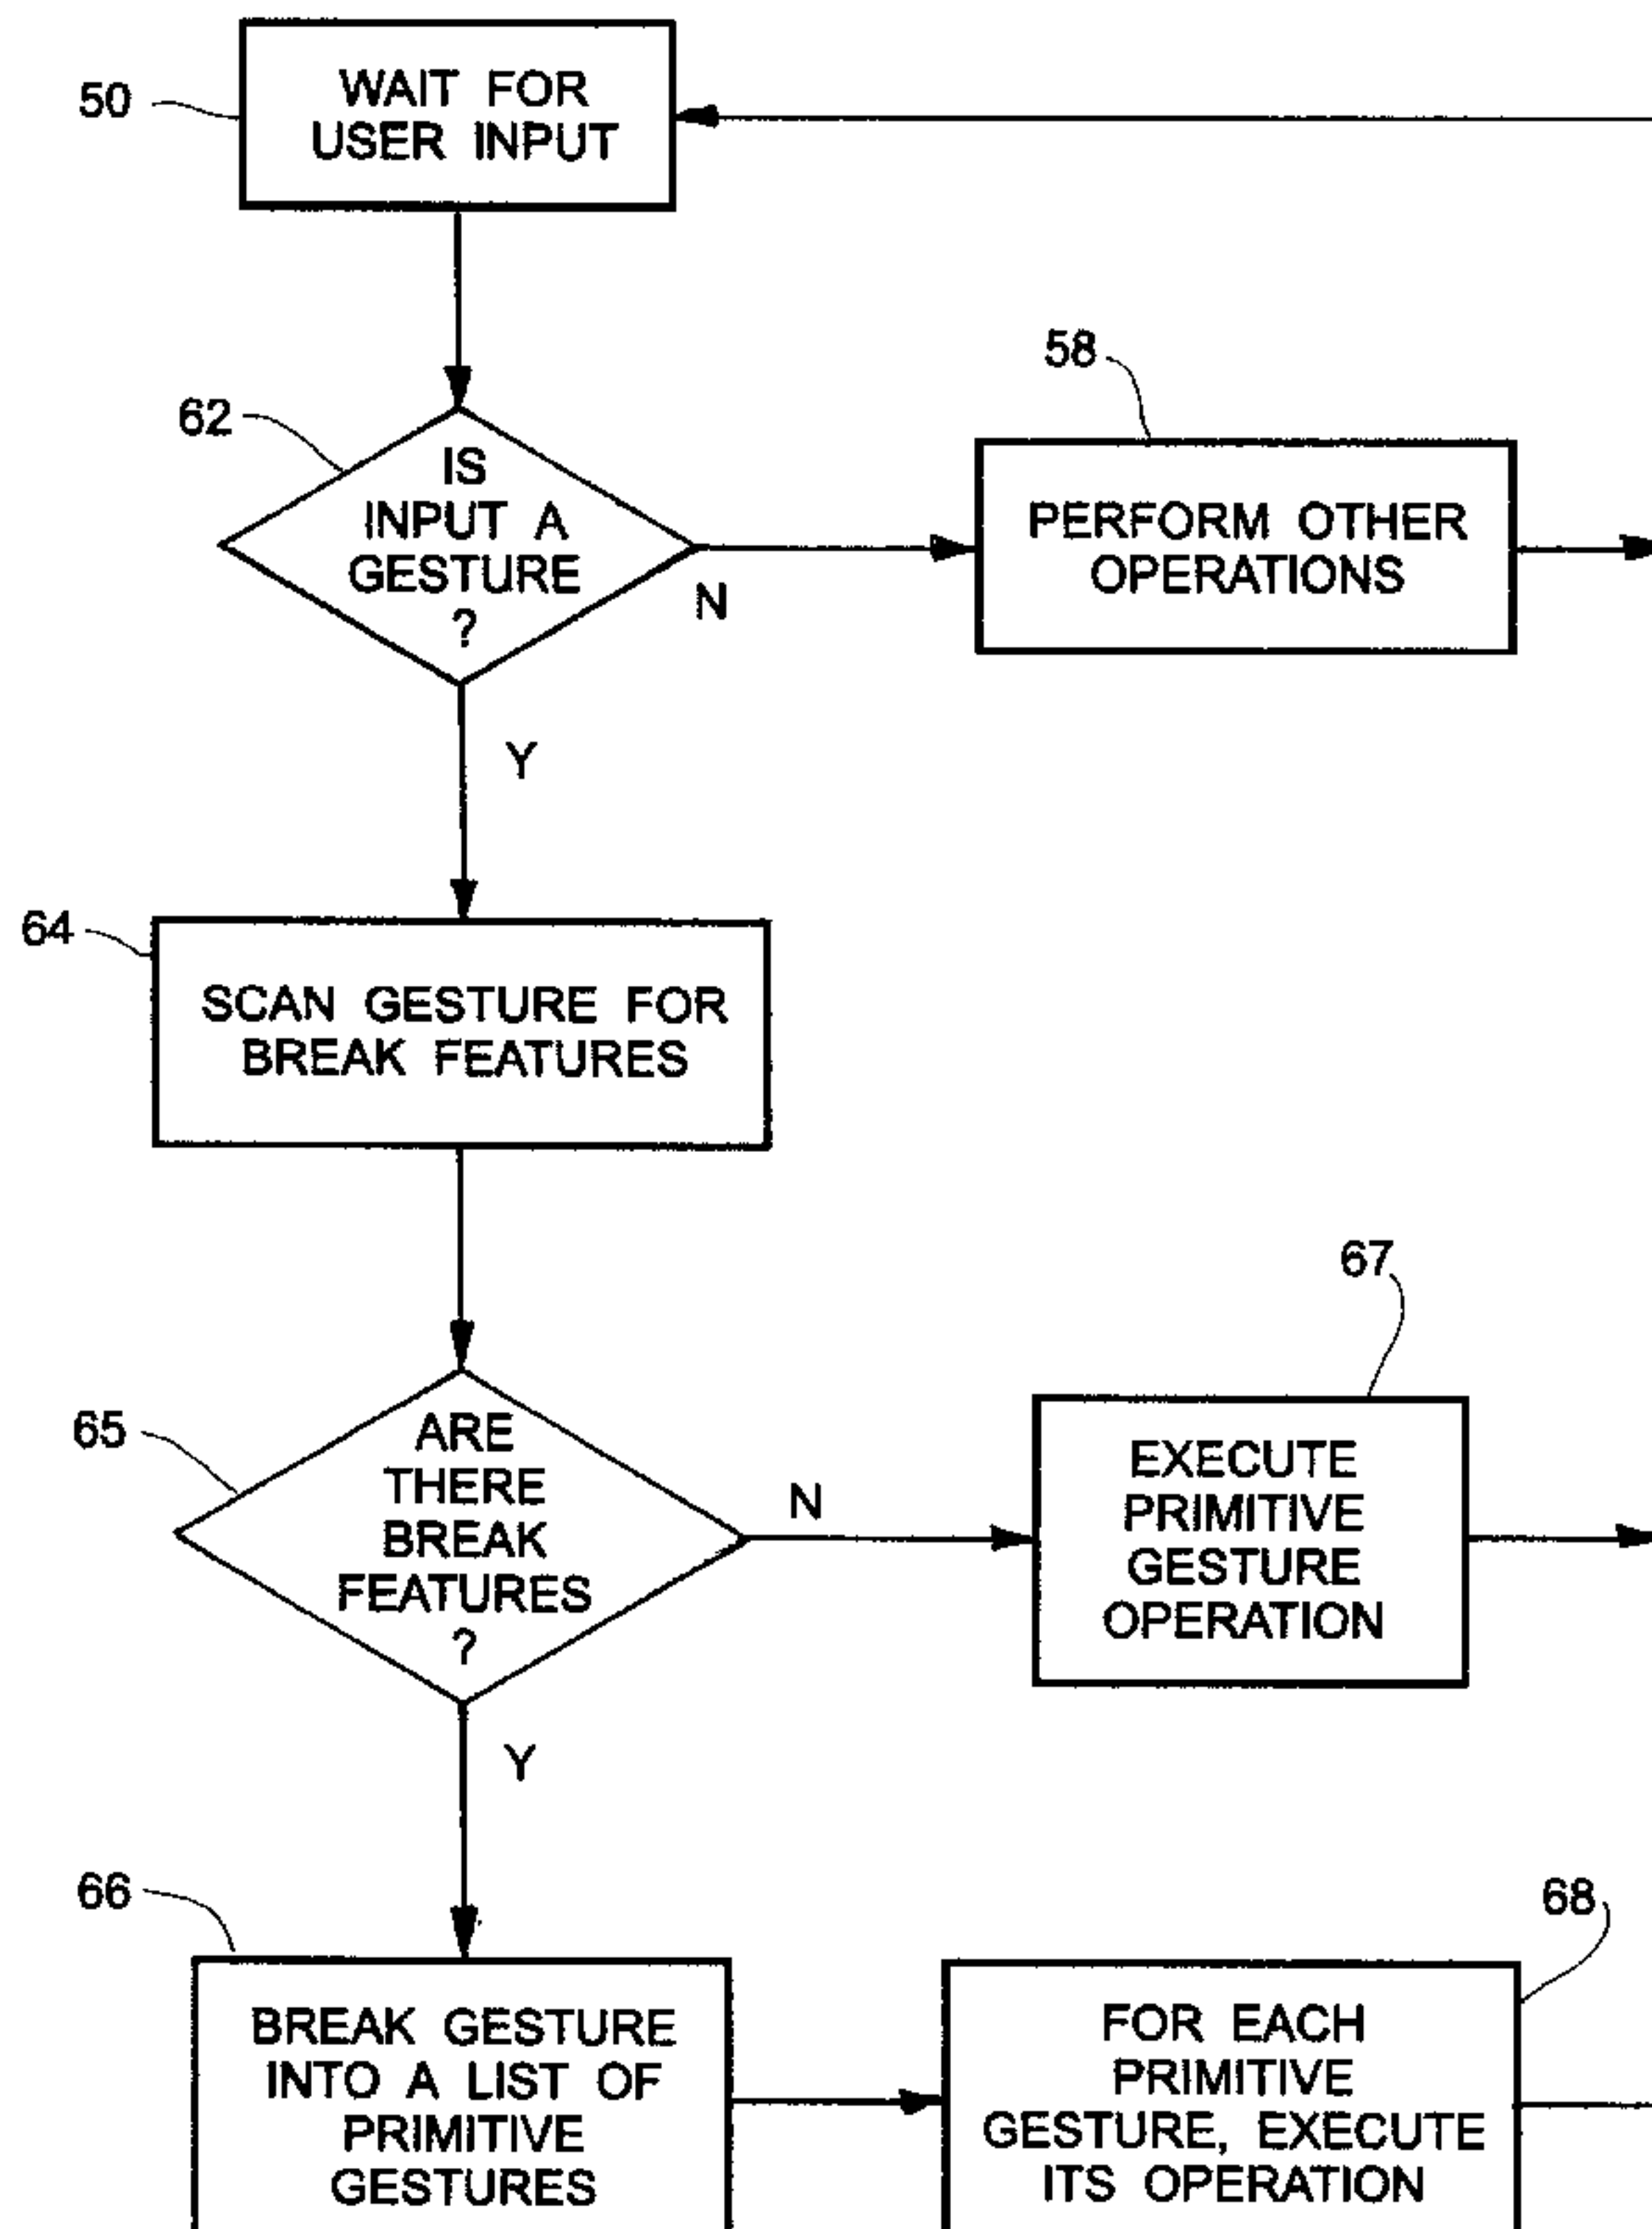 50
WAIT FOR
USER INPUT
62
IS
INPUT A
GESTURE
?
N
58
PERFORM OTHER
OPERATIONS
Y
64
SCAN GESTURE FOR
BREAK FEATURES
65
ARE
THERE
BREAK
FEATURES
?
N
67
EXECUTE
PRIMITIVE
GESTURE
OPERATION
Y
66
BREAK GESTURE
INTO A LIST OF
PRIMITIVE
GESTURES
68
FOR EACH
PRIMITIVE
GESTURE, EXECUTE
ITS OPERATION